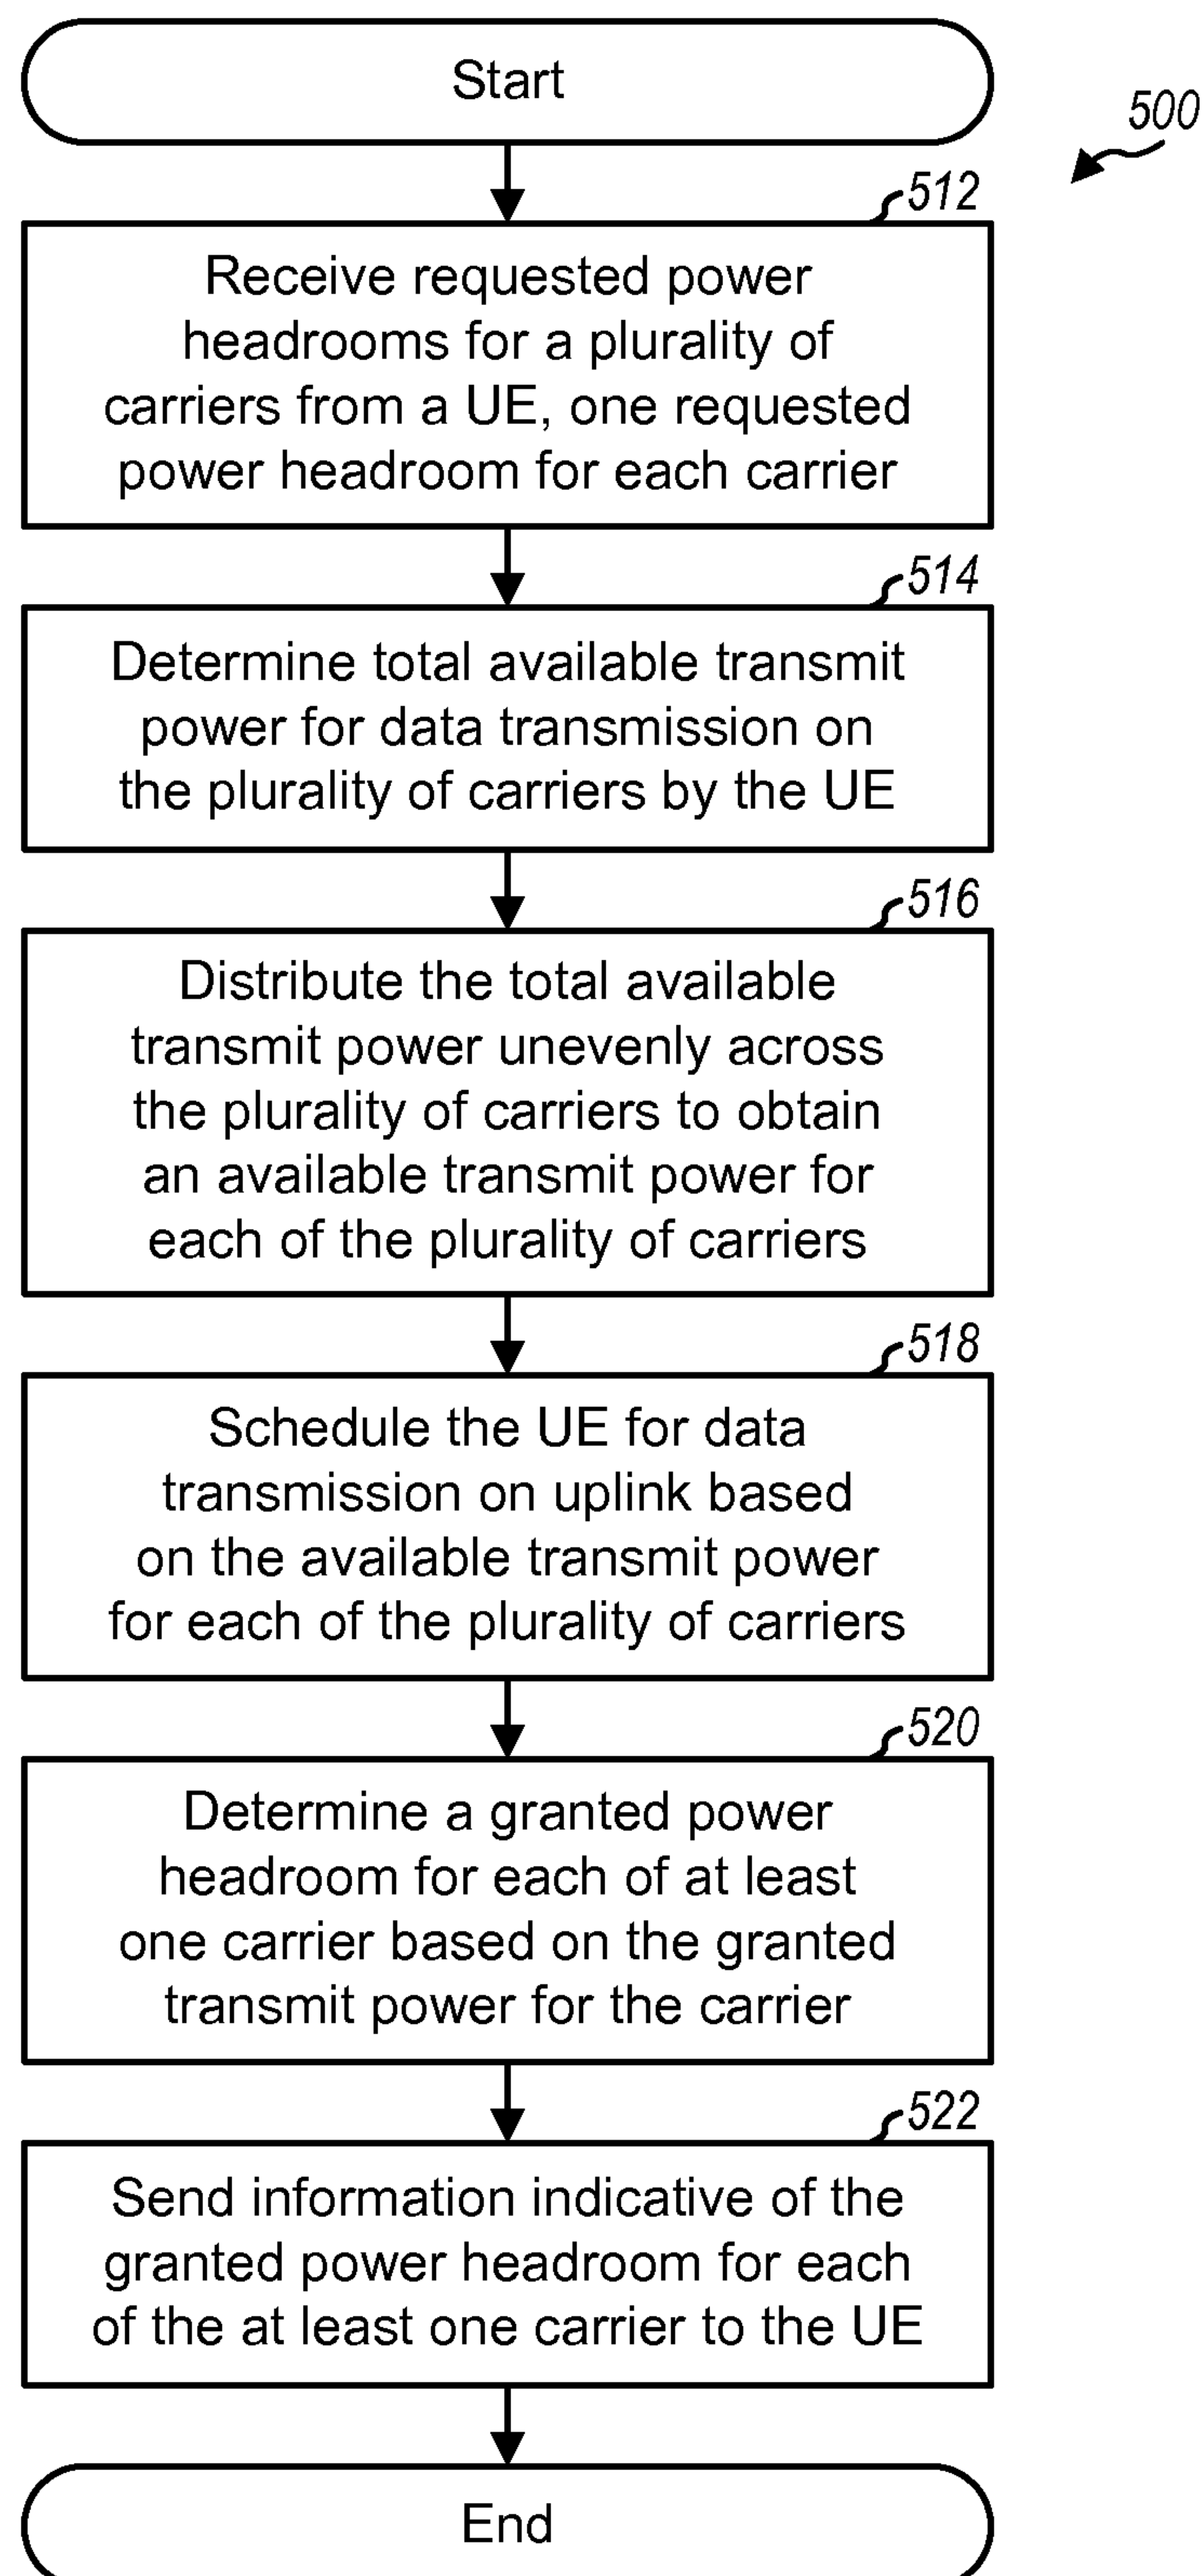 Start
500
512
Receive requested power
headrooms for a plurality of
carriers from a UE, one requested
power headroom for each carrier
514
Determine total available transmit
power for data transmission on
the plurality of carriers by the UE
516
Distribute the total available
transmit power unevenly across
the plurality of carriers to obtain
an available transmit power for
each of the plurality of carriers
518
Schedule the UE for data
transmission on uplink based
on the available transmit power
for each of the plurality of carriers
520
Determine a granted power
headroom for each of at least
one carrier based on the granted
transmit power for the carrier
522
Send information indicative of the
granted power headroom for each
of the at least one carrier to the UE
End